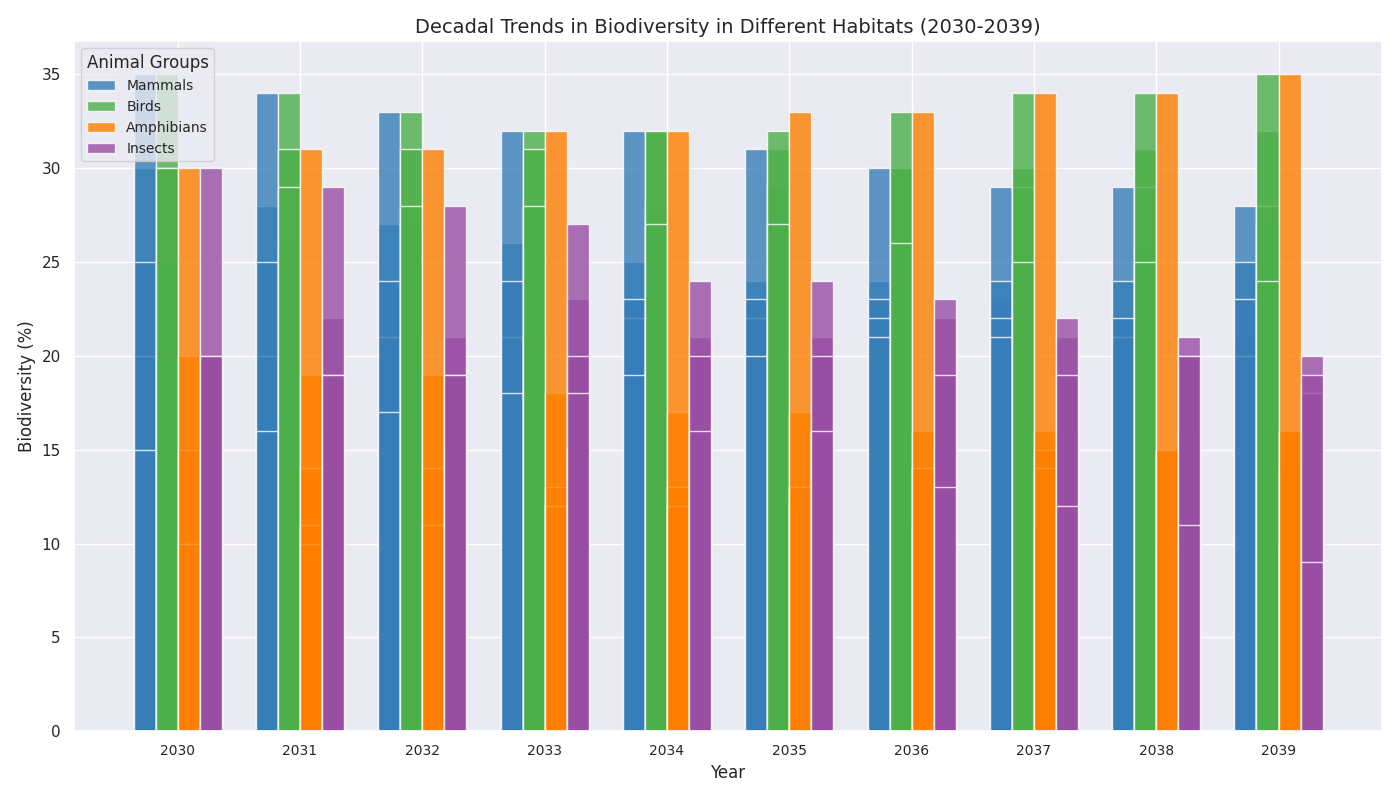 Decadal Trends in Biodiversity in Different Habitats (2030-2039)
Animal Groups
Mammals
Birds
Amphibians
Insects
Biodiversity (%)
35
30
25
20
15
10
5
0
2030 2031 2032 2033 2034 2035 2036 2037 2038 2039
Year